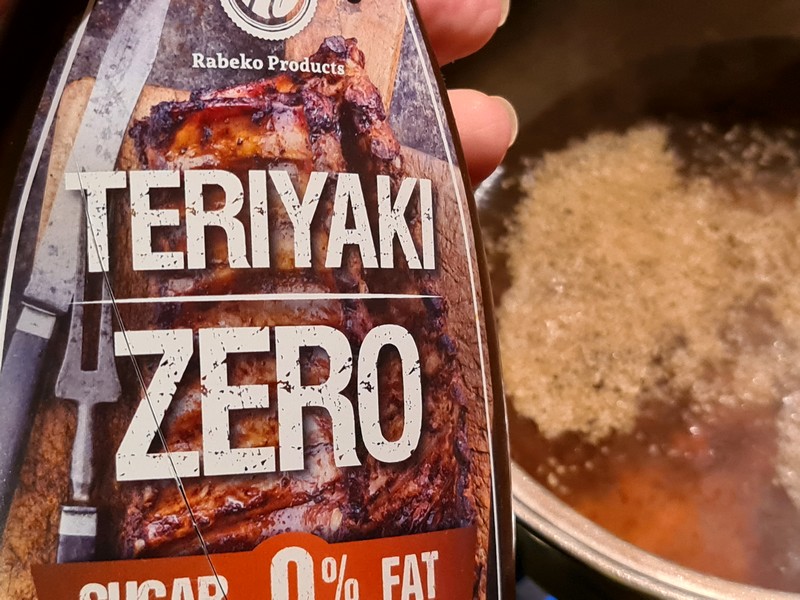 Rabeko Products
TERIYAKI
ZERO
SUGAR 0% FAT